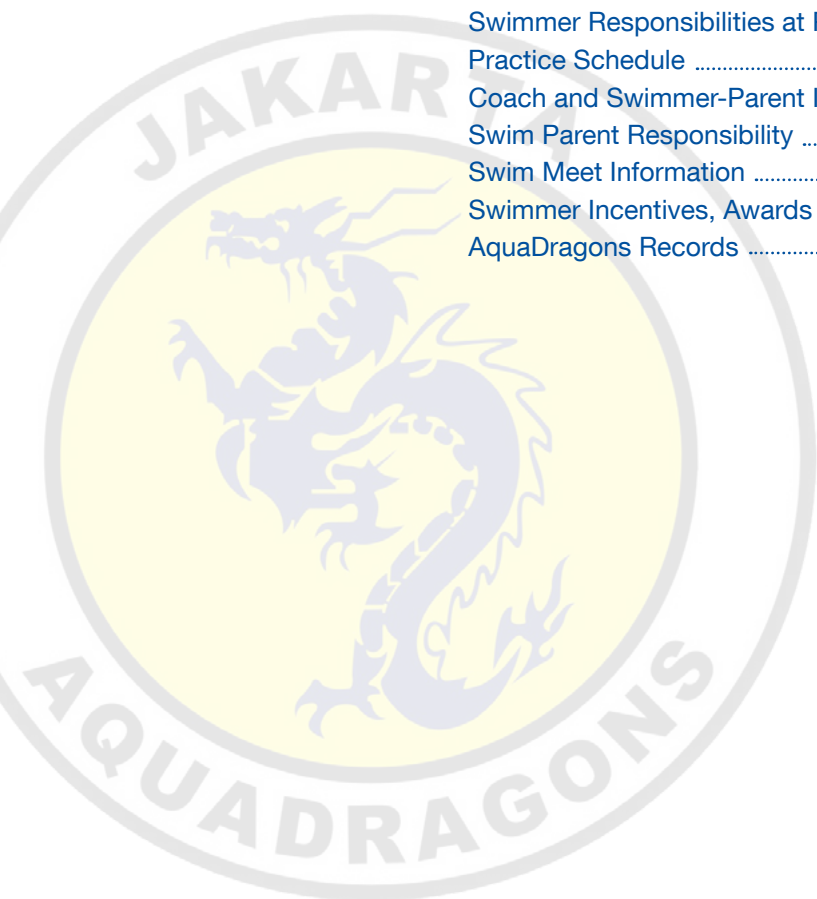 Swimmer Responsibilities at
Practice Schedule
Coach and Swimmer-Parent
Swim Parent Responsibility
Swim Meet Information
Swimmer Incentives, Awards
AquaDragons Records
JAKARTA
AQUADRAGONS